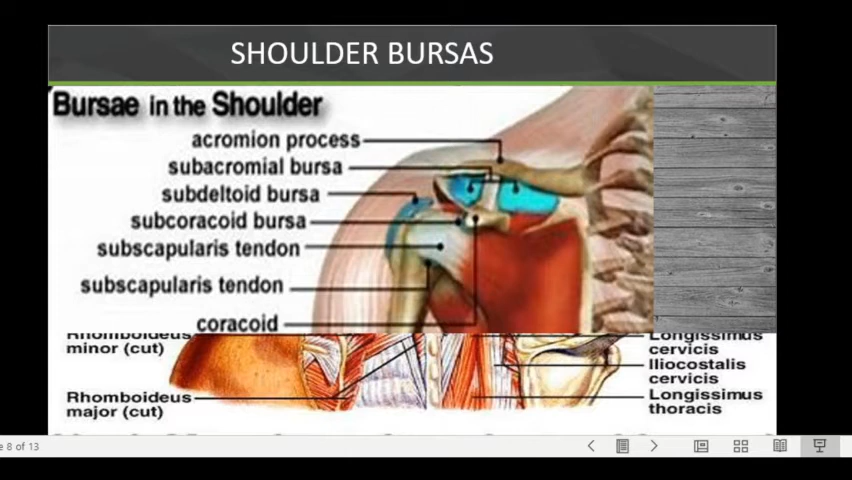 SHOULDER BURSAS
Bursae in the Shoulder
acromion process
subacromial bursa
subdeltoid bursa
subcoracoid bursa
subscapularis tendon
subscapularis tendon
coracoid
Rhomboideus
minor (cut)
Rhomboideus
major (cut)
Longissimus
cervicis
Iliocostalis
cervicis
Longissimus
thoracis
e 8 of 13